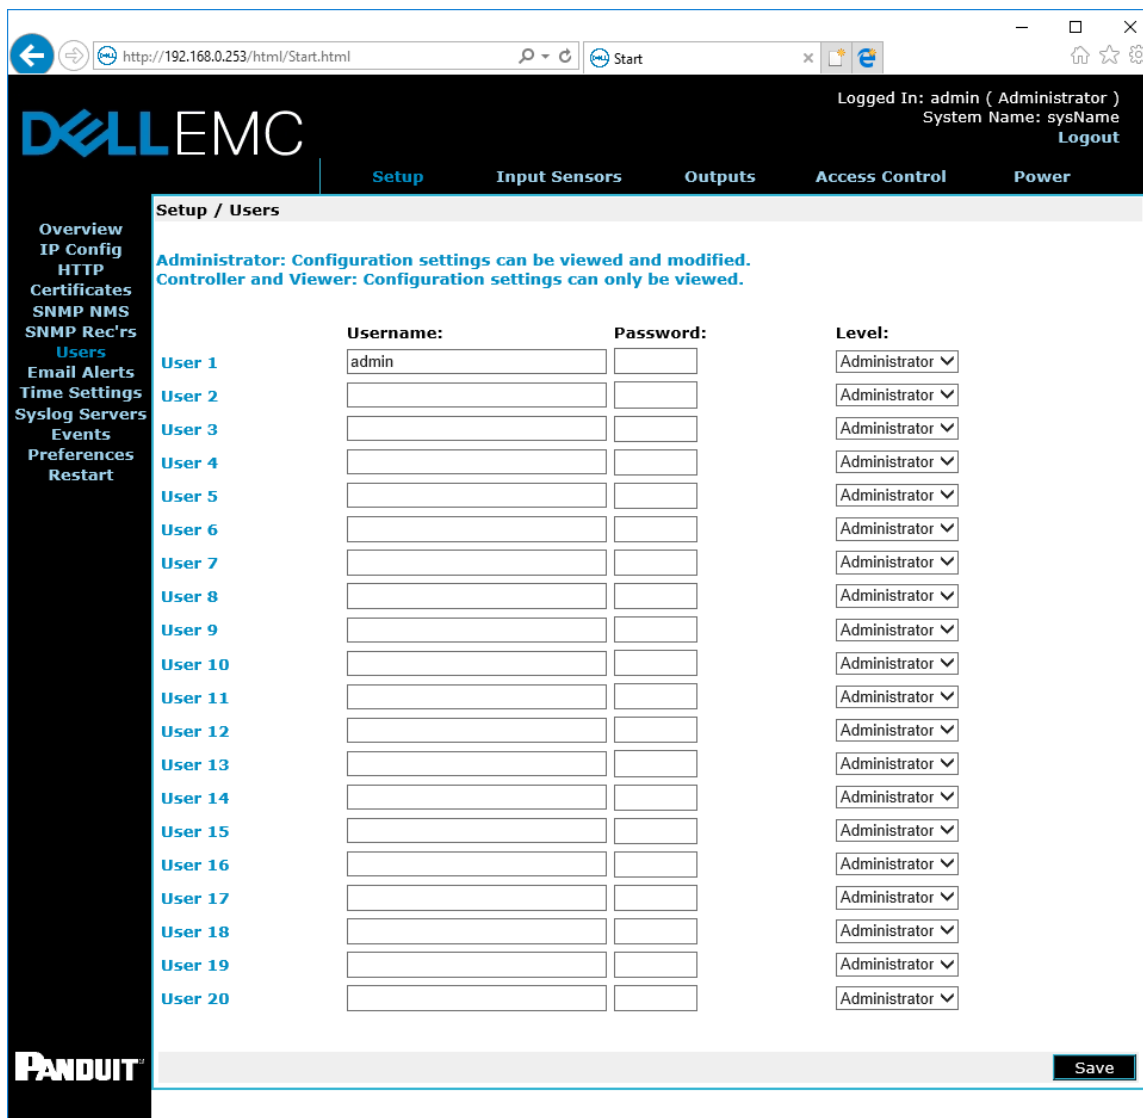 http://192.168.0.253/html/Start.html
Start
Logged In: admin ( Administrator )
System Name: sysName
Logout
DELL EMC
Setup Input Sensors Outputs Access Control Power
Setup / Users
Overview
IP Config
HTTP
Certificates
SNMP NMS
SNMP Rec'rs
Users
Email Alerts
Time Settings
Syslog Servers
Events
Preferences
Restart
Administrator: Configuration settings can be viewed and modified.
Controller and Viewer: Configuration settings can only be viewed.
Username: Password: Level:
User 1 admin Administrator
User 2 Administrator
User 3 Administrator
User 4 Administrator
User 5 Administrator
User 6 Administrator
User 7 Administrator
User 8 Administrator
User 9 Administrator
User 10 Administrator
User 11 Administrator
User 12 Administrator
User 13 Administrator
User 14 Administrator
User 15 Administrator
User 16 Administrator
User 17 Administrator
User 18 Administrator
User 19 Administrator
User 20 Administrator
PANDUIT
Save